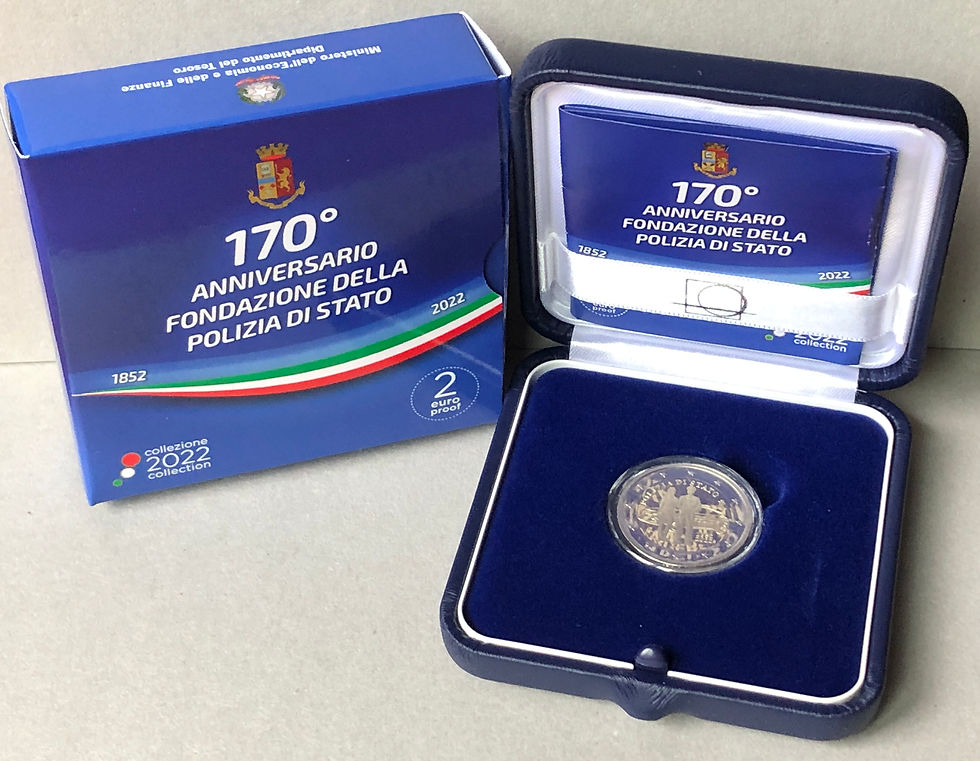 Ministero dell'Economia e delle Finanze
Dipartimento del Tesoro
170°
ANNIVERSARIO
FONDAZIONE DELLA
POLIZIA DI STATO
1852
2022
2
euro
proof
collezione
2022
collection
170°
ANNIVERSARIO
FONDAZIONE DELLA
POLIZIA DI STATO
1852
2022
euro
proof
2022
collection
POLIZIA DI STATO